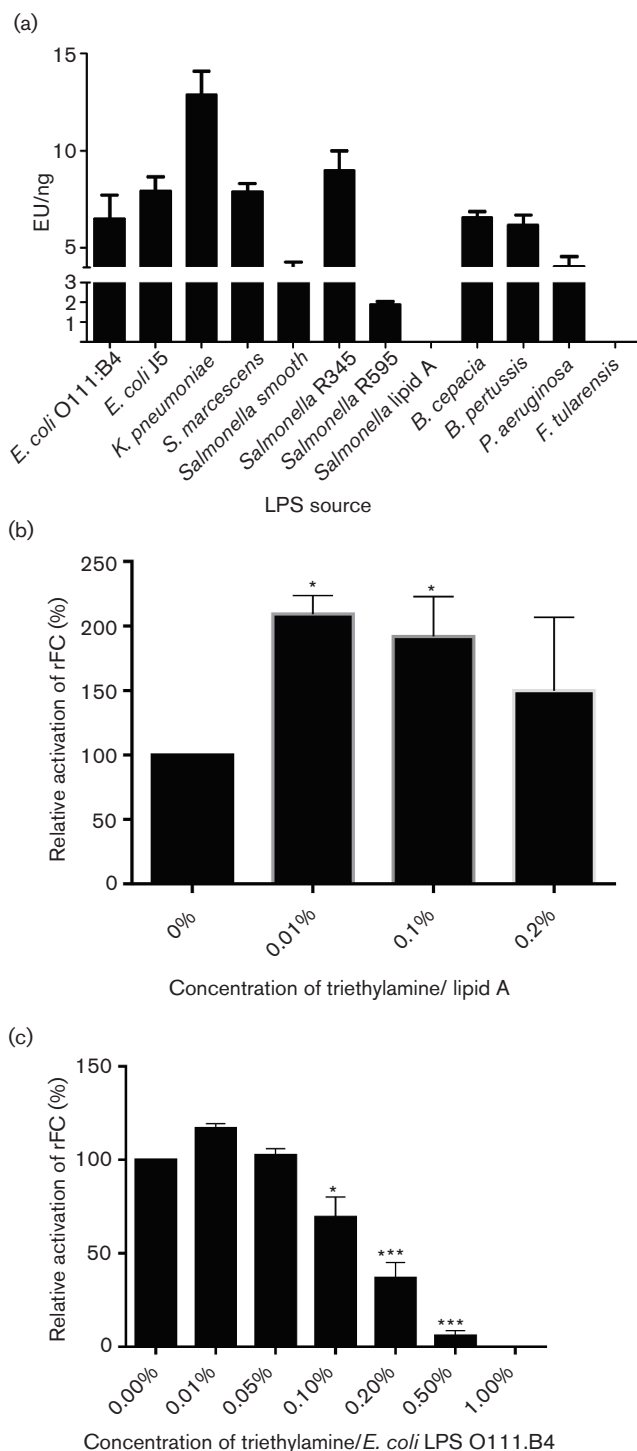 (a)
15
10
5
3
2
1
EU/ng
E. coli O111:B4
E. coli J5
K. pneumoniae
S. marcescens
Salmonella smooth
Salmonella R345
Salmonella R595
Salmonella lipid A
B. cepacia
B. pertussis
P. aeruginosa
F. tularensis
LPS source
(b)
250
200
150
100
50
0
Relative activation of rFC (%)
*
*
0%
0.01%
0.1%
0.2%
Concentration of triethylamine/ lipid A
(c)
150
100
50
0
Relative activation of rFC (%)
*
***
***
0.00%
0.01%
0.05%
0.10%
0.20%
0.50%
1.00%
Concentration of triethylamine/E. coli LPS O111.B4